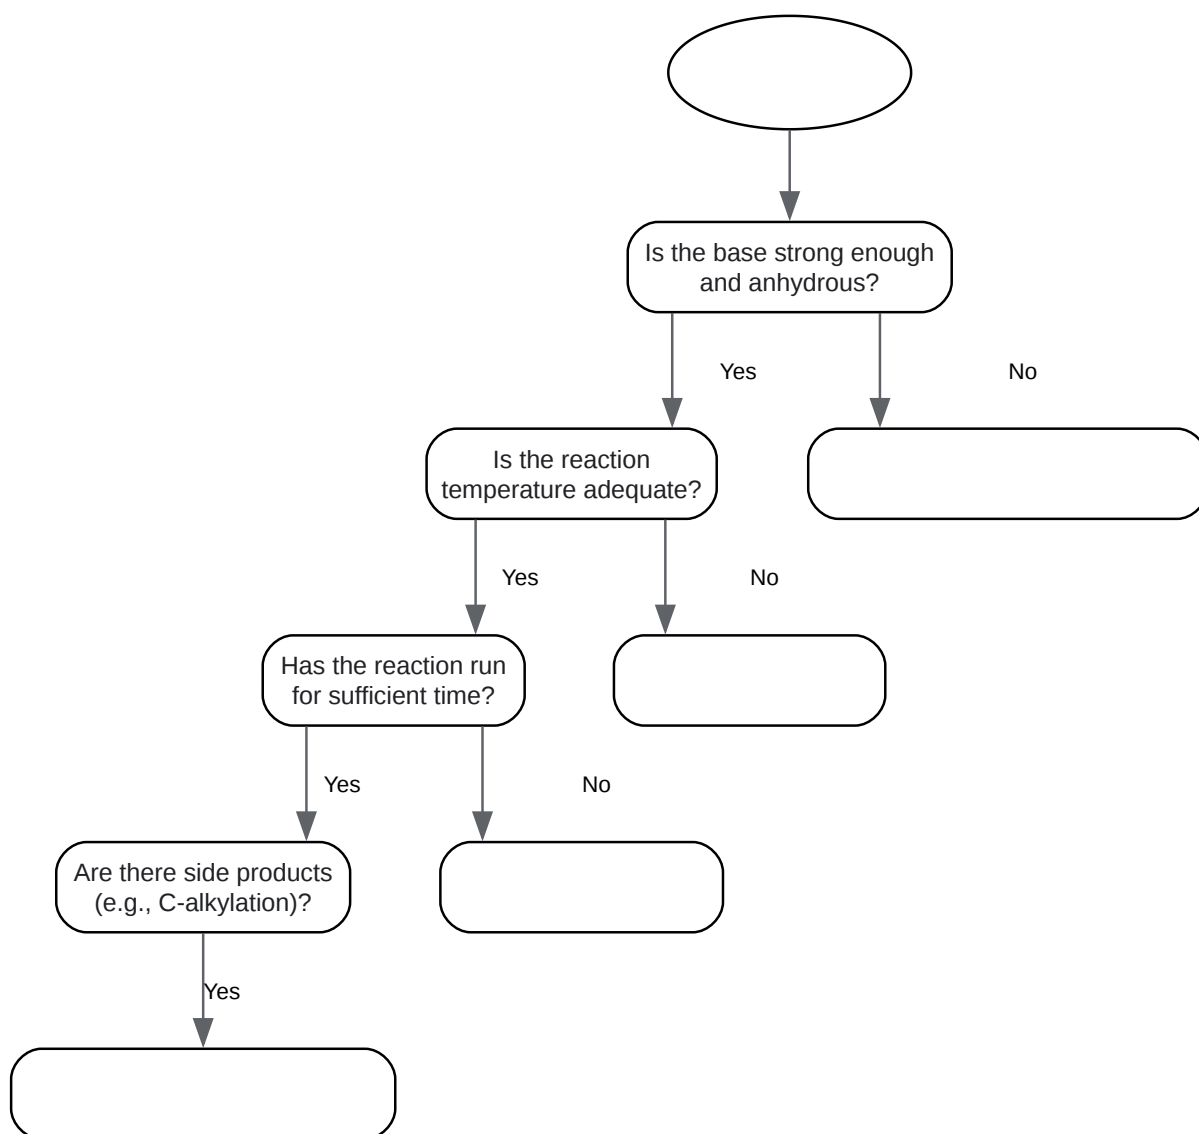 Is the base strong enough
and anhydrous?
Yes
No
Is the reaction
temperature adequate?
Yes
No
Has the reaction run
for sufficient time?
Yes
No
Are there side products
(e.g., C-alkylation)?
Yes